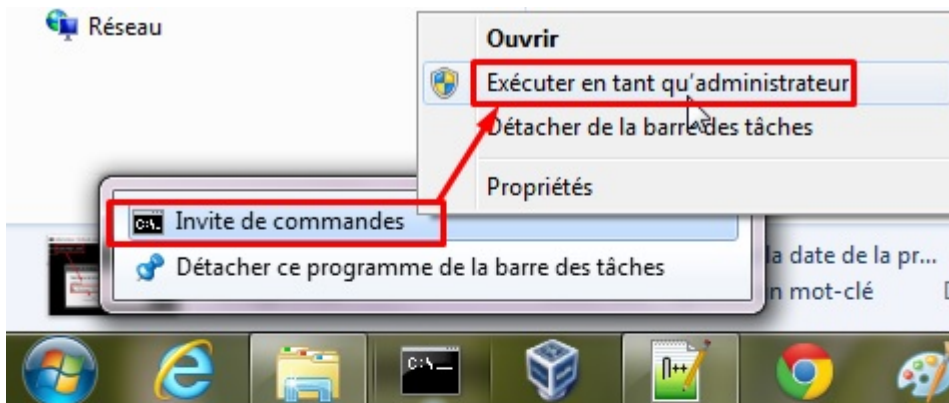 Réseau
Ouvrir
Exécuter en tant qu'administrateur
Détacher de la barre des tâches
Propriétés
Invite de commandes
Détacher ce programme de la barre des tâches
la date de la pr...
n mot-clé
C:\_
C:\_
N++